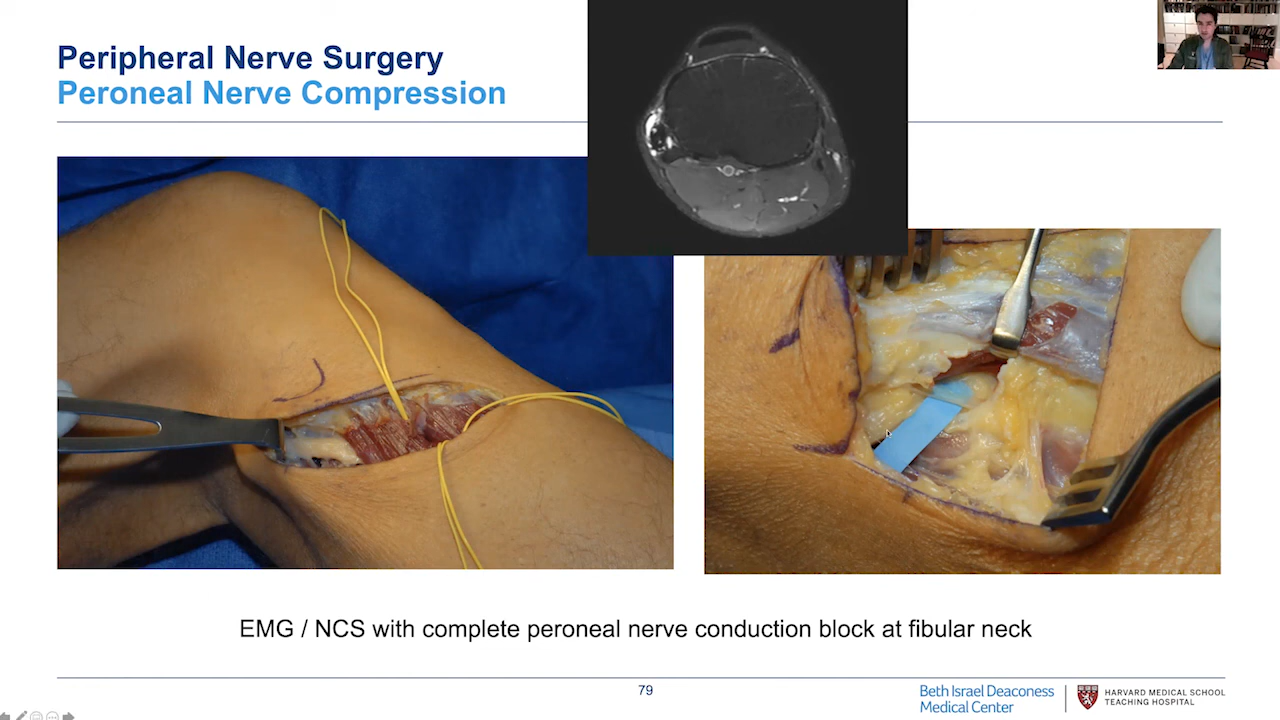 Peripheral Nerve Surgery
Peroneal Nerve Compression
EMG / NCS with complete peroneal nerve conduction block at fibular neck
79
Beth Israel Deaconess
Medical Center
HARVARD MEDICAL SCHOOL
TEACHING HOSPITAL